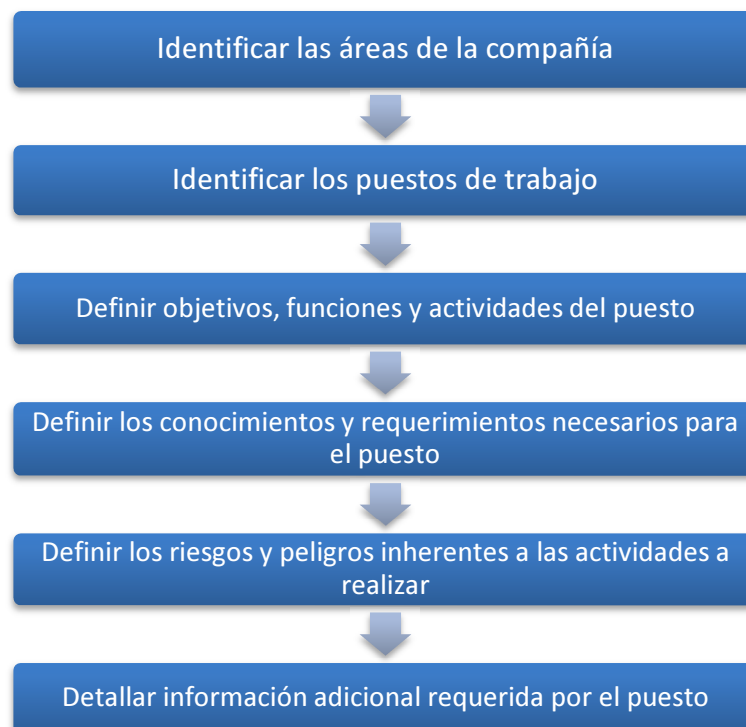 Identificar las áreas de la compañía
Identificar los puestos de trabajo
Definir objetivos, funciones y actividades del puesto
Definir los conocimientos y requerimientos necesarios para
el puesto
Definir los riesgos y peligros inherentes a las actividades a
realizar
Detallar información adicional requerida por el puesto